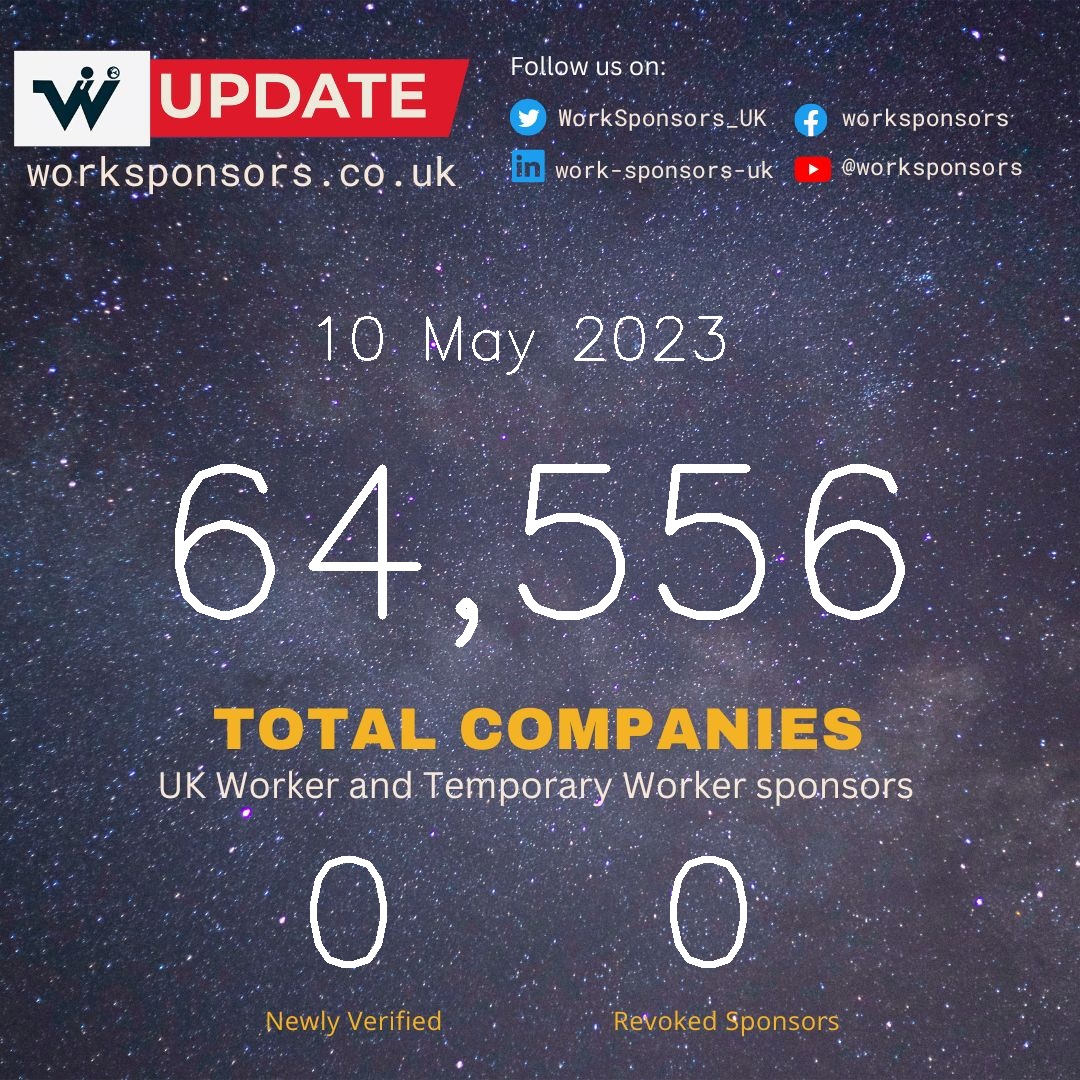 UPDATE
worksponsors.co.uk
Follow us on:
WorkSponsors_UK
worksponsors
work-sponsors-uk
@worksponsors
10 May 2023
64,556
TOTAL COMPANIES
UK Worker and Temporary Worker sponsors
0 0
Newly Verified Revoked Sponsors